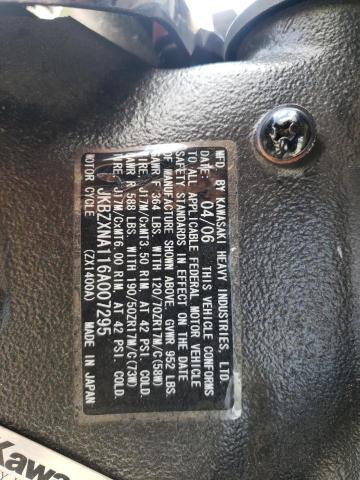 MFD. BY KAWASAKI HEAVY INDUSTRIES, LTD.
DATE: 04/06 THIS VEHICLE CONFORMS
TO ALL APPLICABLE FEDERAL MOTOR VEHICLE
SAFETY STANDARDS IN EFFECT ON THE DATE
OF MANUFACTURE SHOWN ABOVE. GVWR 952 LBS.
GAWR F 364 LBS. WITH 120/70ZR17M/C(58W)
TIRE, J17M/CxMT3.50 RIM, AT 42 PSI. COLD.
GAWR R 588 LBS. WITH 190/50ZR17M/C(73W)
TIRE, J17M/CxMT6.00 RIM, AT 42 PSI. COLD.
JKBZXNA116A007295
(ZX1400A)
MOTOR CYCLE MADE IN JAPAN
Kawa